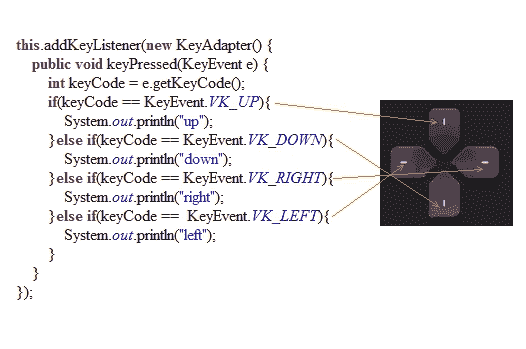 this.addKeyListener(new KeyAdapter() {
public void keyPressed(KeyEvent e) {
int keyCode = e.getKeyCode();
if(keyCode == KeyEvent.VK_UP){
System.out.println("up");
}else if(keyCode == KeyEvent.VK_DOWN){
System.out.println("down");
}else if(keyCode == KeyEvent.VK_RIGHT){
System.out.println("right");
}else if(keyCode == KeyEvent.VK_LEFT){
System.out.println("left");
}
}
});